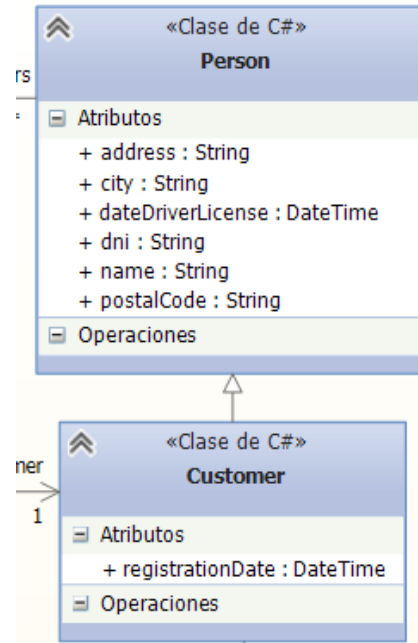 «Clase de C#»
Person
rs
Atributos
+ address : String
+ city : String
+ dateDriverLicense : DateTime
+ dni : String
+ name : String
+ postalCode : String
Operaciones
«Clase de C#»
Customer
mer
1
Atributos
+ registrationDate : DateTime
Operaciones